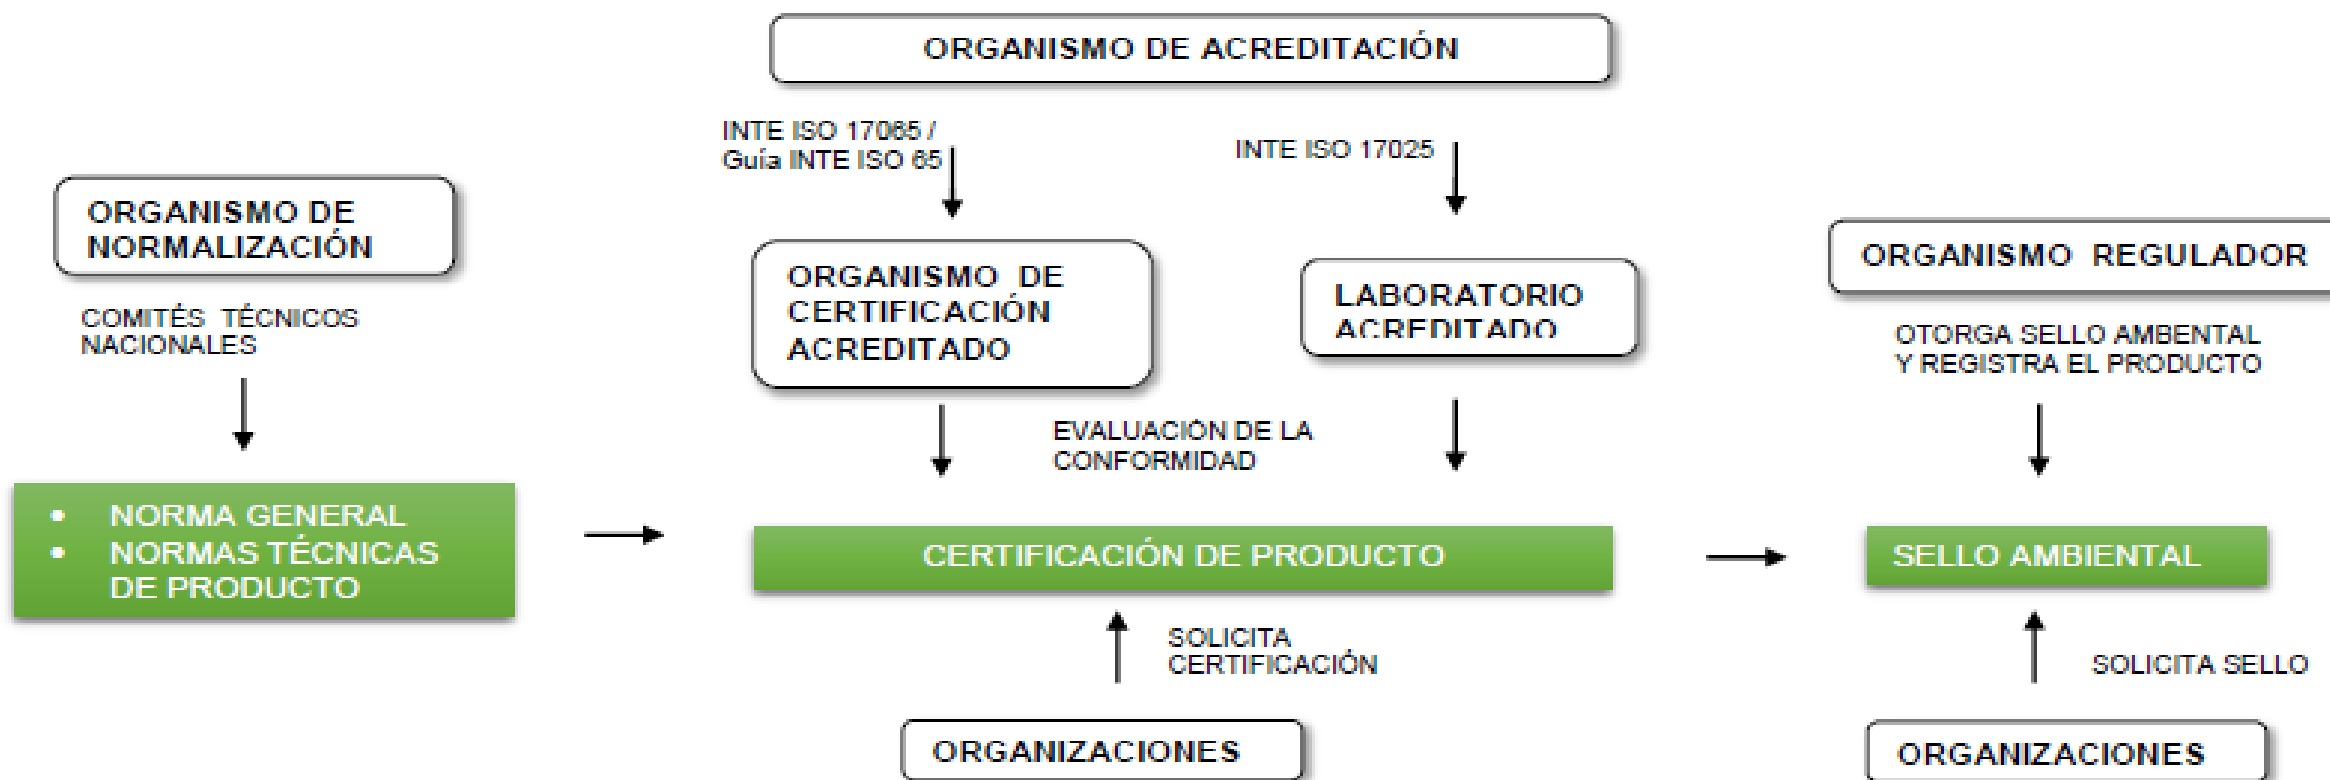 ORGANISMO DE ACREDITACIÓN
INTE ISO 17065 /
Guía INTE ISO 65
INTE ISO 17025
ORGANISMO DE
NORMALIZACIÓN
COMITÉS TÉCNICOS
NACIONALES
ORGANISMO DE
CERTIFICACIÓN
ACREDITADO
LABORATORIO
ACREDITADO
ORGANISMO REGULADOR
OTORGA SELLO AMBENTAL
Y REGISTRA EL PRODUCTO
EVALUACIÓN DE LA
CONFORMIDAD
• NORMA GENERAL
• NORMAS TÉCNICAS
DE PRODUCTO
CERTIFICACIÓN DE PRODUCTO
SELLO AMBIENTAL
SOLICITA
CERTIFICACIÓN
SOLICITA SELLO
ORGANIZACIONES
ORGANIZACIONES